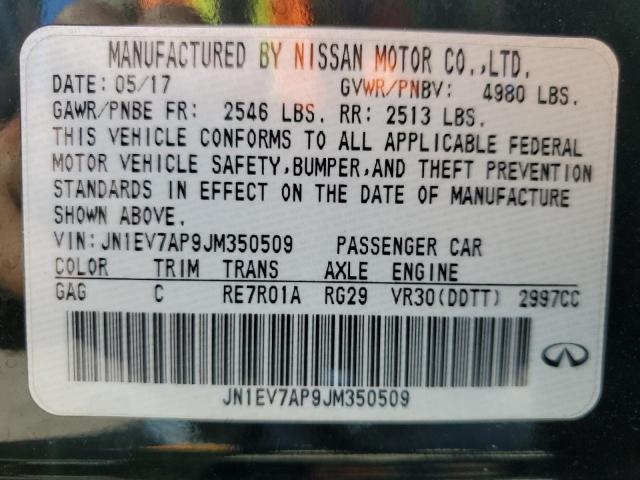 MANUFACTURED BY NISSAN MOTOR CO.,LTD.
DATE: 05/17 GVWR/PNBV: 4980 LBS.
GAWR/PNBE FR: 2546 LBS. RR: 2513 LBS.
THIS VEHICLE CONFORMS TO ALL APPLICABLE FEDERAL
MOTOR VEHICLE SAFETY,BUMPER,AND THEFT PREVENTION
STANDARDS IN EFFECT ON THE DATE OF MANUFACTURE
SHOWN ABOVE.
VIN:JN1EV7AP9JM350509 PASSENGER CAR
COLOR TRIM TRANS AXLE ENGINE
GAG C RE7R01A RG29 VR30(DDTT) 2997CC
JN1EV7AP9JM350509